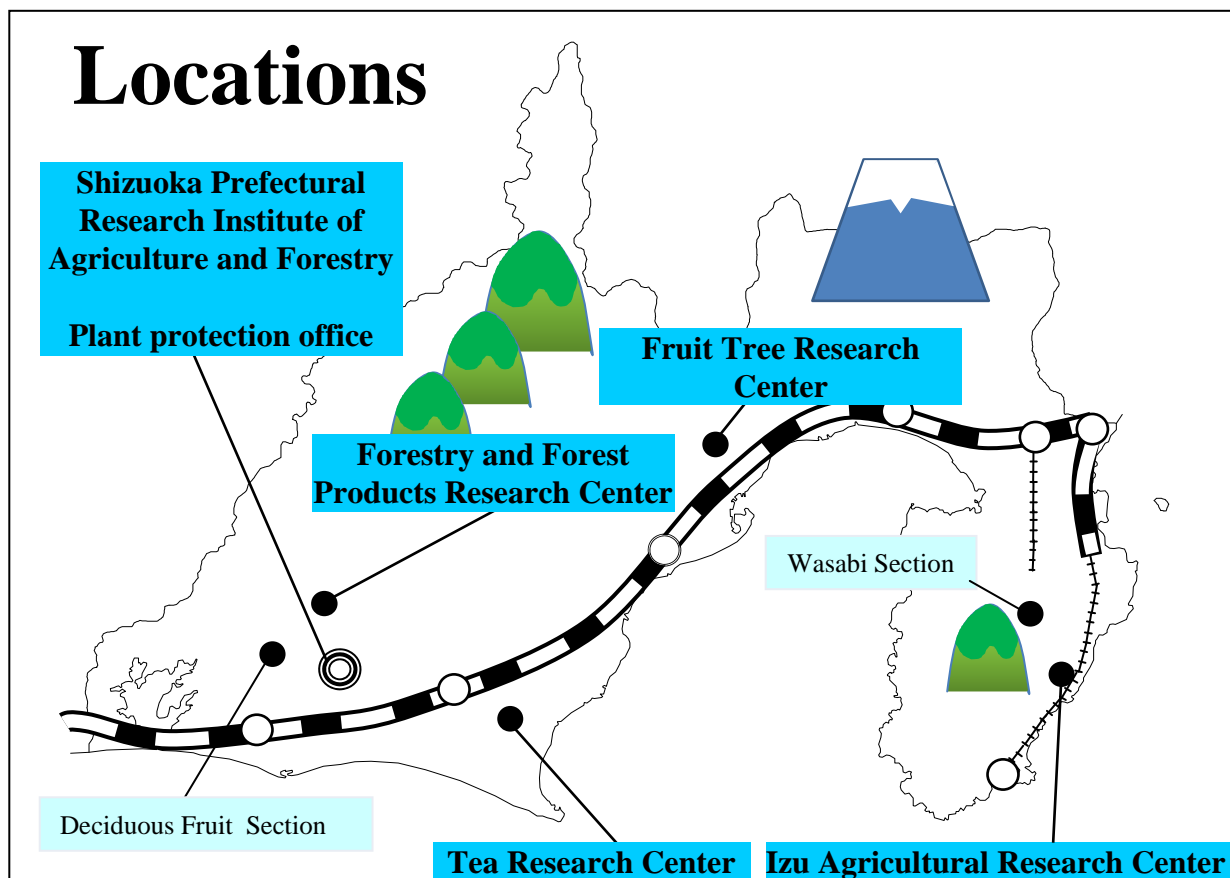 Locations
Shizuoka Prefectural
Research Institute of
Agriculture and Forestry
Plant protection office
Fruit Tree Research
Center
Forestry and Forest
Products Research Center
Wasabi Section
Deciduous Fruit Section
Tea Research Center
Izu Agricultural Research Center